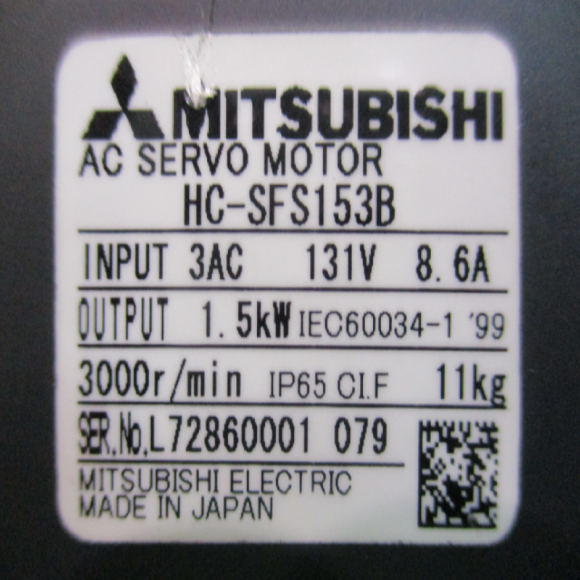 MITSUBISHI
AC SERVO MOTOR
HC-SFS153B
INPUT 3AC 131V 8.6A
OUTPUT 1.5kW IEC60034-1 '99
3000r/min IP65 CI.F 11kg
SER.No.L72860001 079
MITSUBISHI ELECTRIC
MADE IN JAPAN